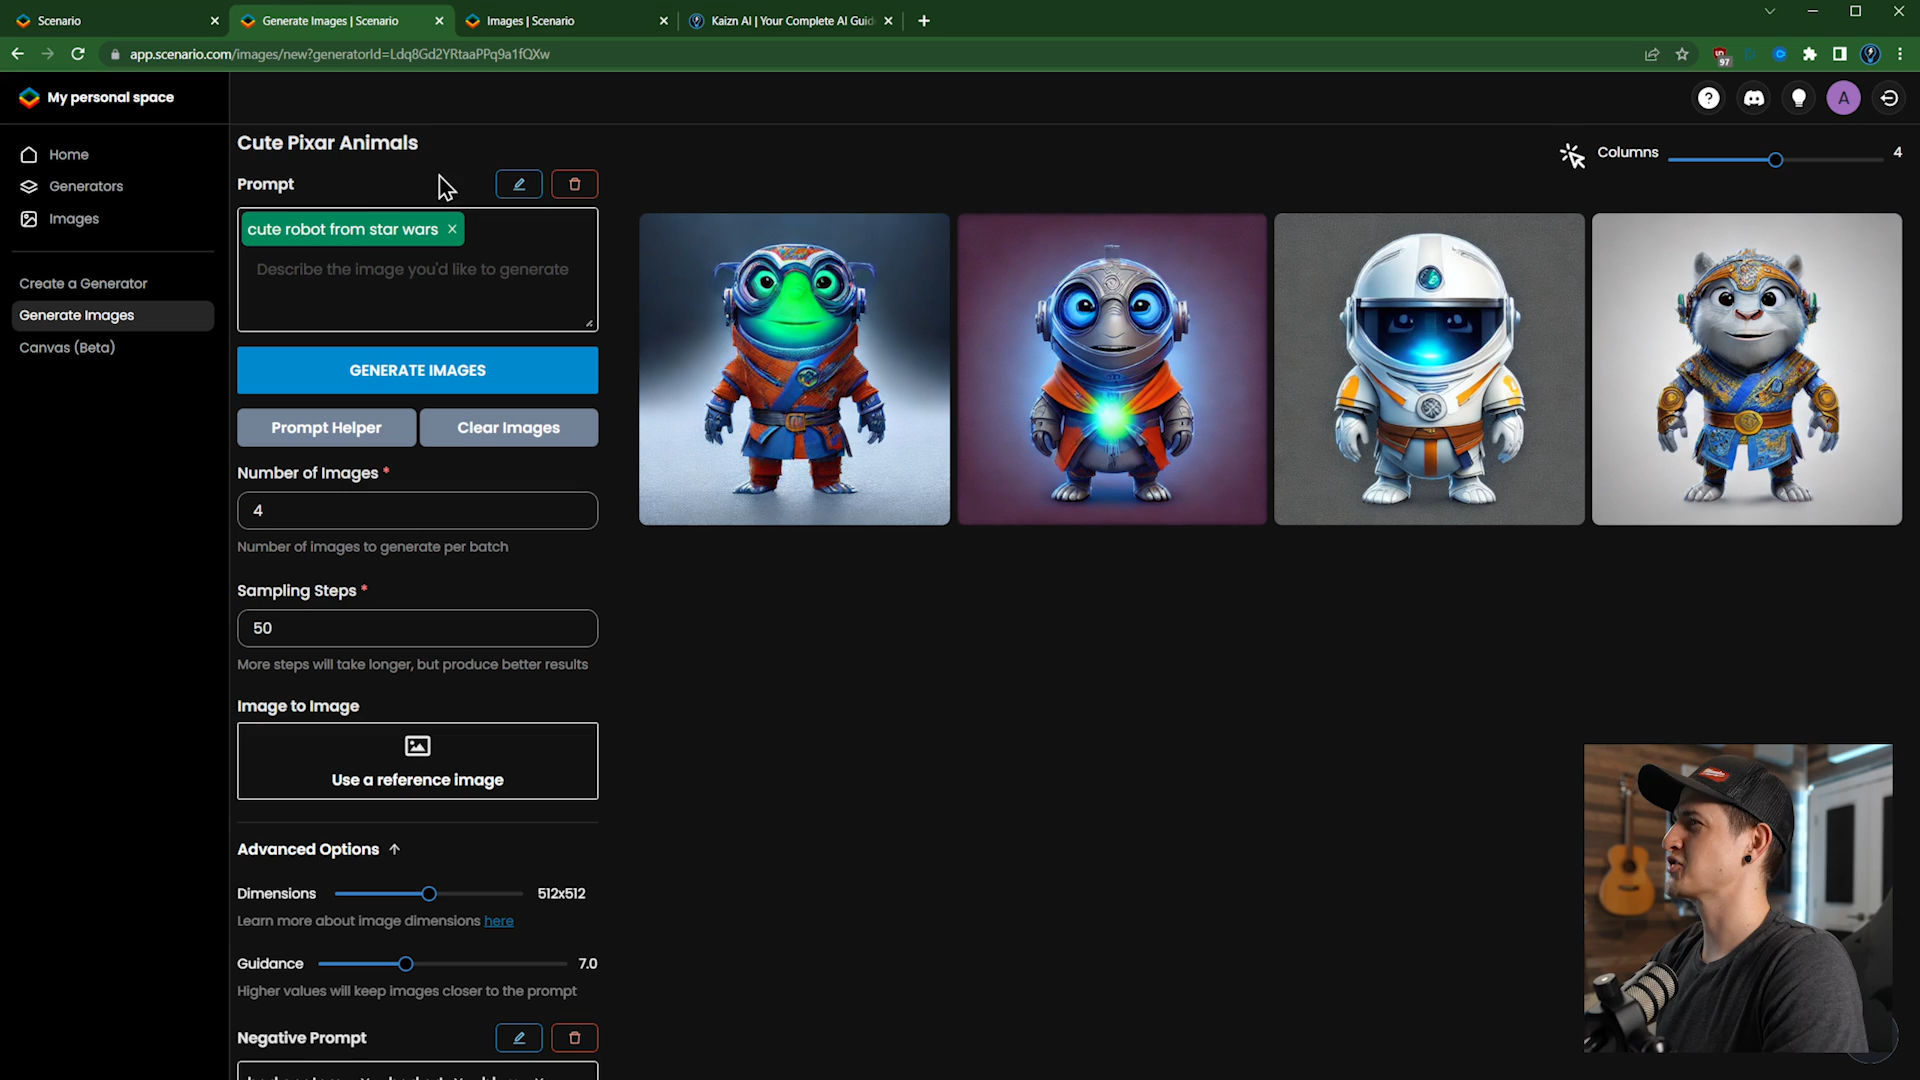 Scenario
Generate Images | Scenario
Images | Scenario
Kaizn AI | Your Complete AI Guid
app.scenario.com/images/new?generatorId=Ldq8Gd2YRtaaPPq9a1fQXw
97
My personal space
A
Home
Generators
Images
Create a Generator
Generate Images
Canvas (Beta)
Cute Pixar Animals
Columns
4
Prompt
cute robot from star wars
Describe the image you'd like to generate
GENERATE IMAGES
Prompt Helper
Clear Images
Number of Images *
4
Number of images to generate per batch
Sampling Steps *
50
More steps will take longer, but produce better results
Image to Image
Use a reference image
Advanced Options
Dimensions
512x512
Learn more about image dimensions here
Guidance
7.0
Higher values will keep images closer to the prompt
Negative Prompt